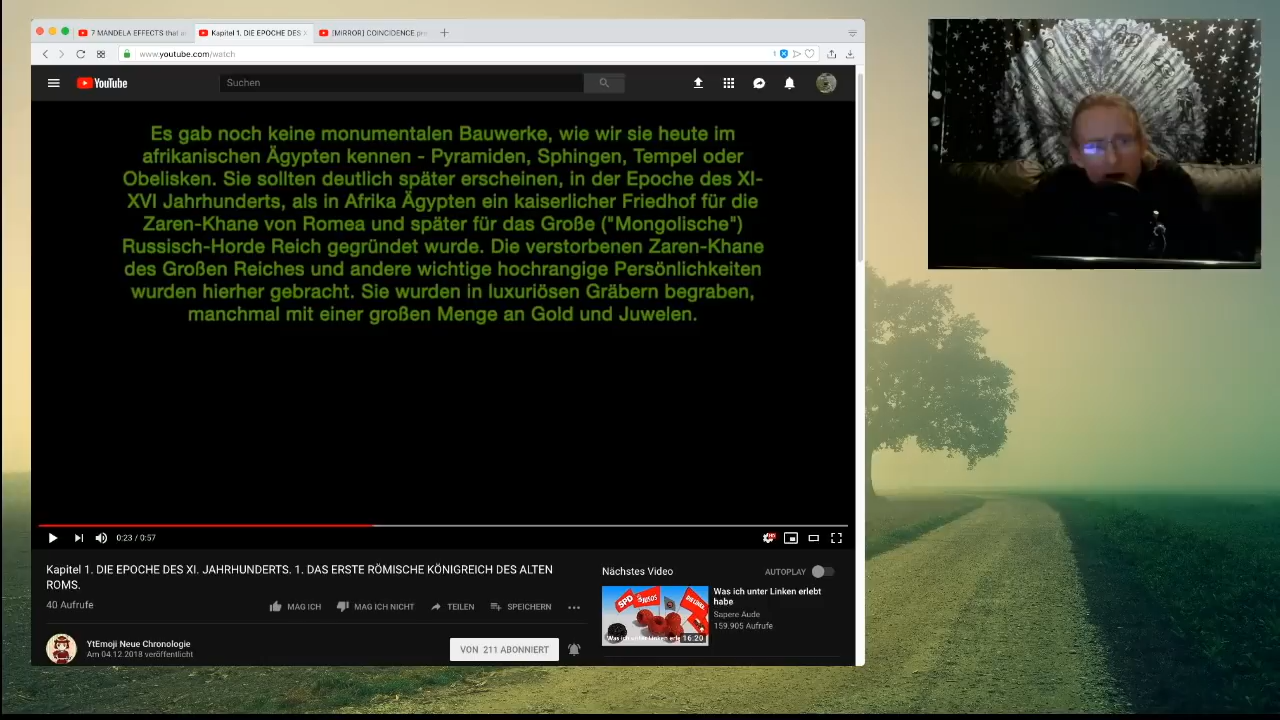 7 MANDELA EFFECTS that a
Kapitel 1. DIE EPOCHE DES X
[MIRROR] COINCIDENCE
www.youtube.com/watch
YouTube
Suchen
Es gab noch keine monumentalen Bauwerke, wie wir sie heute im
afrikanischen Ägypten kennen - Pyramiden, Sphingen, Tempel oder
Obelisken. Sie sollten deutlich später erscheinen, in der Epoche des XI-
XVI Jahrhunderts, als in Afrika Ägypten ein kaiserlicher Friedhof für die
Zaren-Khane von Romea und später für das Große ("Mongolische")
Russisch-Horde Reich gegründet wurde. Die verstorbenen Zaren-Khane
des Großen Reiches und andere wichtige hochrangige Persönlichkeiten
wurden hierher gebracht. Sie wurden in luxuriösen Gräbern begraben,
manchmal mit einer großen Menge an Gold und Juwelen.
0:23 / 0:57
Kapitel 1. DIE EPOCHE DES XI. JAHRHUNDERTS. 1. DAS ERSTE RÖMISCHE KÖNIGREICH DES ALTEN
ROMS.
40 Aufrufe
MAG ICH
MAG ICH NICHT
TEILEN
SPEICHERN
YtEmoji Neue Chronologie
Am 04.12.2018 veröffentlicht
VON 211 ABONNIERT
Nächstes Video
AUTOPLAY
SPD
JUSOS
DIE LINKE
16:20
Was ich unter Linken erlebt
habe
Sapere Aude
159.905 Aufrufe